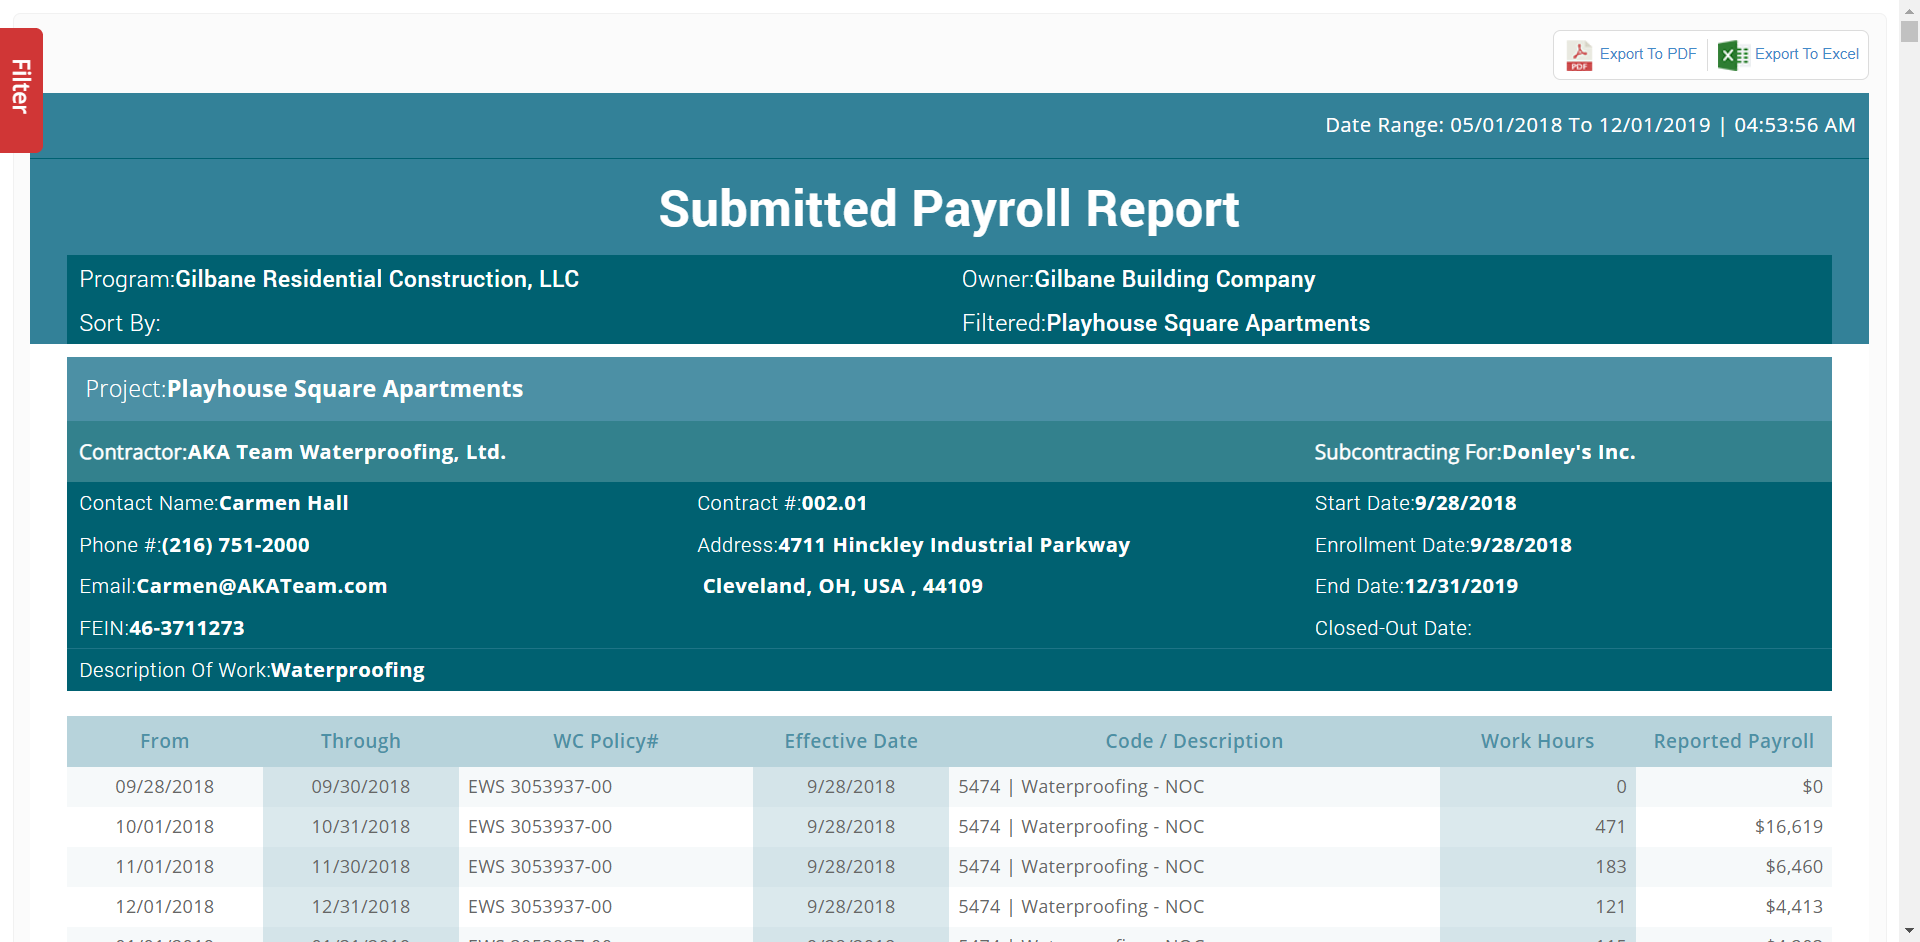 Filter
Export To PDF
Export To Excel
Date Range: 05/01/2018 To 12/01/2019 | 04:53:56 AM
Submitted Payroll Report
Program:Gilbane Residential Construction, LLC
Owner:Gilbane Building Company
Sort By:
Filtered:Playhouse Square Apartments
Project:Playhouse Square Apartments
Contractor:AKA Team Waterproofing, Ltd.
Subcontracting For:Donley's Inc.
Contact Name:Carmen Hall
Contract #:002.01
Start Date:9/28/2018
Phone #:(216) 751-2000
Address:4711 Hinckley Industrial Parkway
Enrollment Date:9/28/2018
Email:Carmen@AKATeam.com
Cleveland, OH, USA , 44109
End Date:12/31/2019
FEIN:46-3711273
Closed-Out Date:
Description Of Work:Waterproofing
From Through WC Policy# Effective Date Code / Description Work Hours Reported Payroll
09/28/2018 09/30/2018 EWS 3053937-00 9/28/2018 5474 | Waterproofing - NOC 0 $0
10/01/2018 10/31/2018 EWS 3053937-00 9/28/2018 5474 | Waterproofing - NOC 471 $16,619
11/01/2018 11/30/2018 EWS 3053937-00 9/28/2018 5474 | Waterproofing - NOC 183 $6,460
12/01/2018 12/31/2018 EWS 3053937-00 9/28/2018 5474 | Waterproofing - NOC 121 $4,413